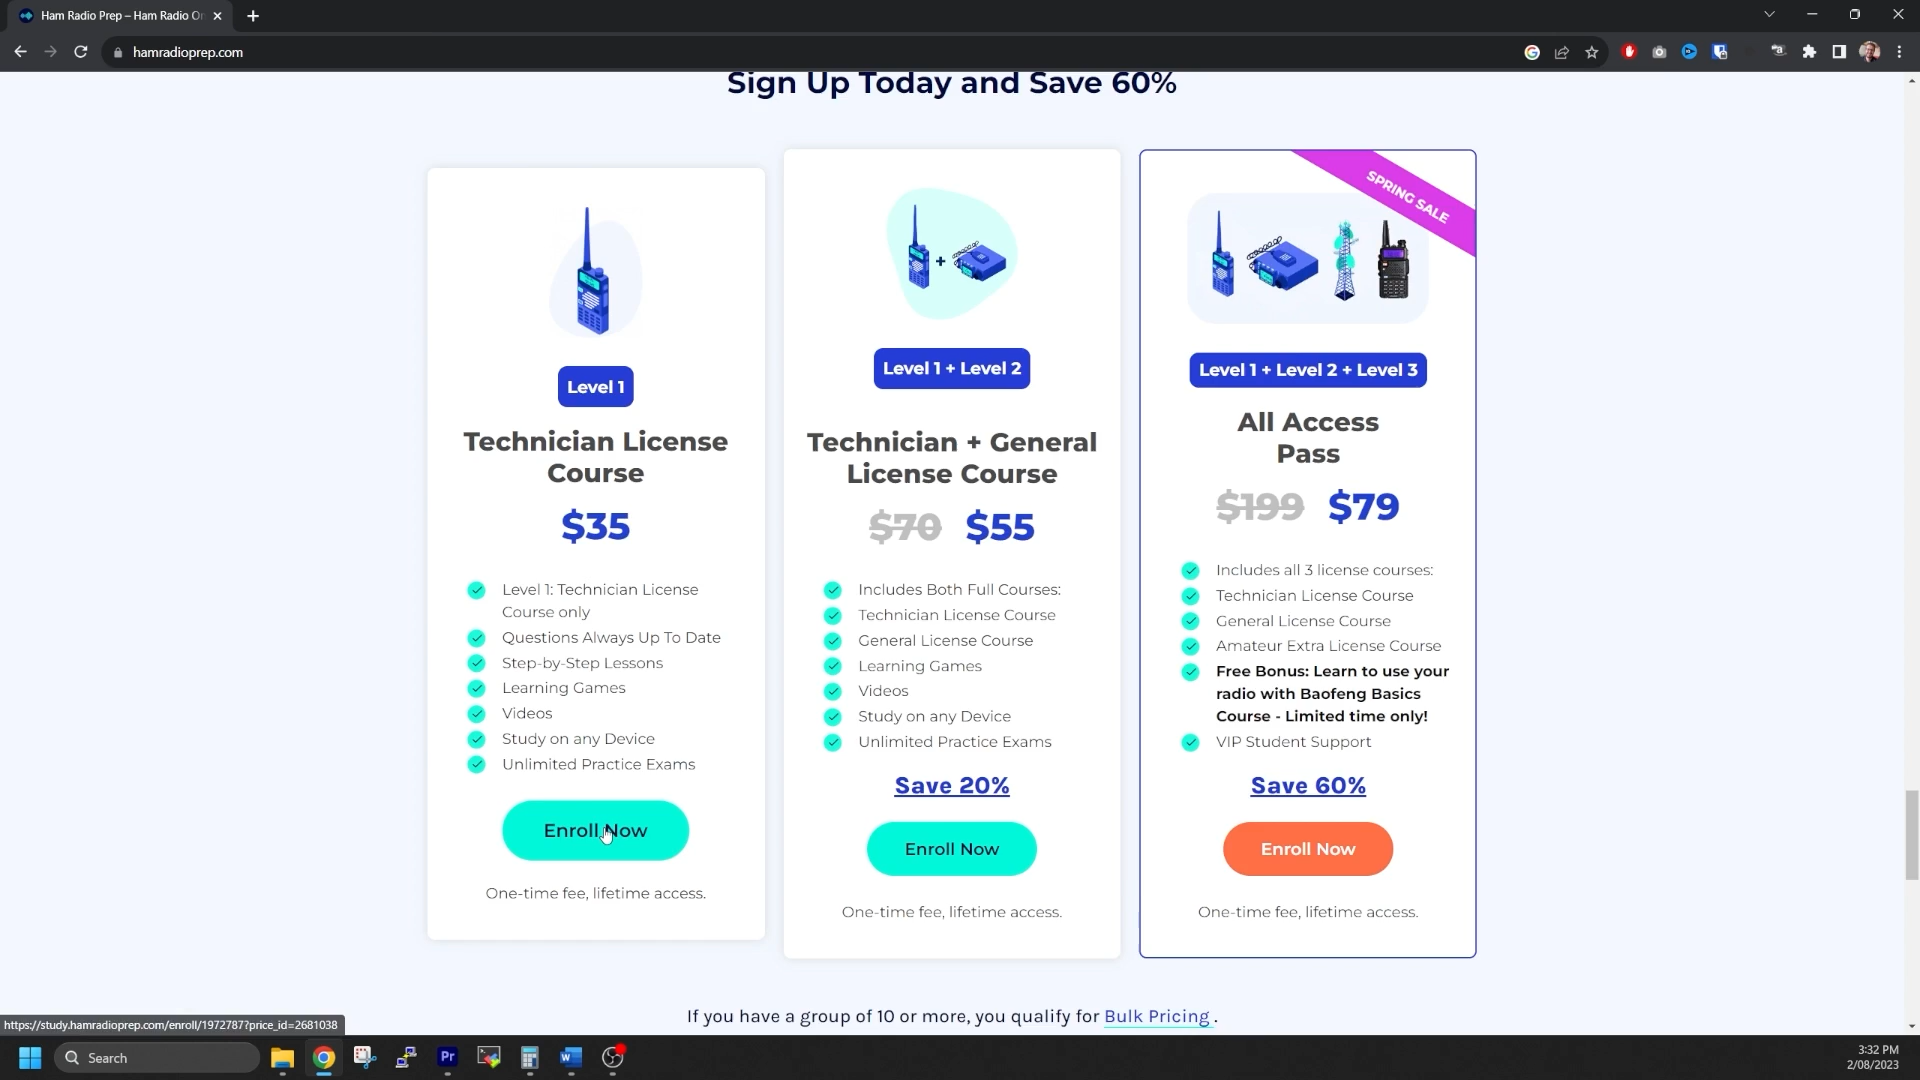 Ham Radio Prep – Ham Radio On
hamradioprep.com
Sign Up Today and Save 60%
Level 1
Technician License
Course
$35
Level 1: Technician License
Course only
Questions Always Up To Date
Step-by-Step Lessons
Learning Games
Videos
Study on any Device
Unlimited Practice Exams
Enroll Now
One-time fee, lifetime access.
Level 1 + Level 2
Technician + General
License Course
$70 $55
Includes Both Full Courses:
Technician License Course
General License Course
Learning Games
Videos
Study on any Device
Unlimited Practice Exams
Save 20%
Enroll Now
One-time fee, lifetime access.
SPRING SALE
Level 1 + Level 2 + Level 3
All Access
Pass
$199 $79
Includes all 3 license courses:
Technician License Course
General License Course
Amateur Extra License Course
Free Bonus: Learn to use your
radio with Baofeng Basics
Course - Limited time only!
VIP Student Support
Save 60%
Enroll Now
One-time fee, lifetime access.
If you have a group of 10 or more, you qualify for Bulk Pricing .
https://study.hamradioprep.com/enroll/1972787?price_id=2681038
Search
Pr
W
3:32 PM
2/08/2023